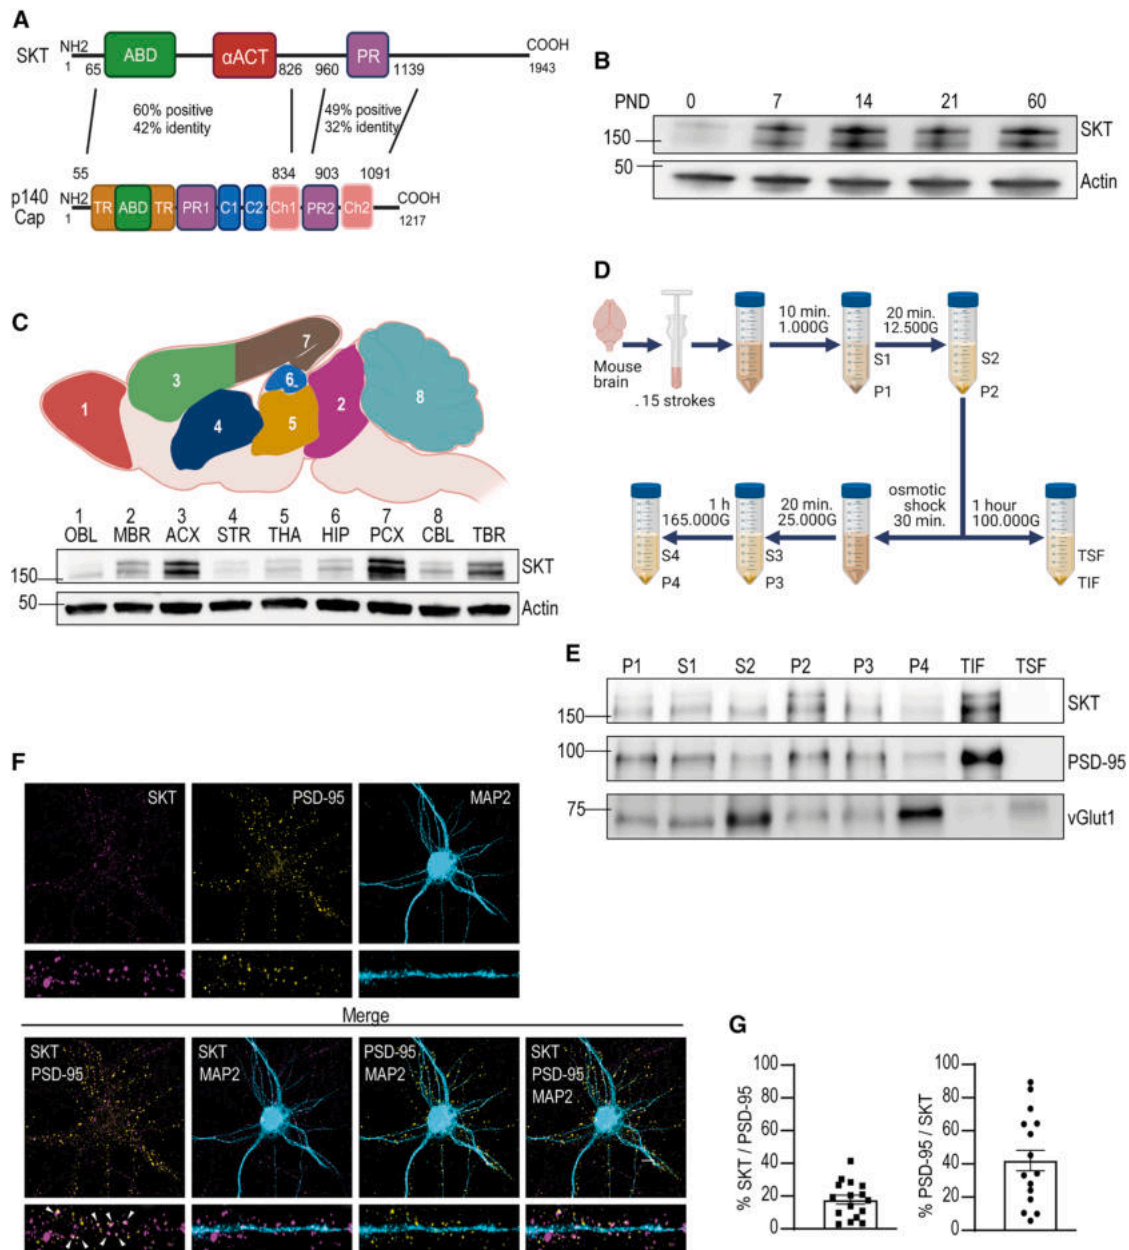 A
SKT
NH2
ABD
αACT
PR
COOH
1
65
826
960
1139
1943
60% positive
42% identity
49% positive
32% identity
55
834
903
1091
p140
Cap
NH2
TR
ABD
TR
PR1
C1
C2
Ch1
PR2
Ch2
COOH
1
1217
B
PND
0
7
14
21
60
150
SKT
50
Actin
C
1
2
3
4
5
6
7
8
1
2
3
4
5
6
7
8
OBL
MBR
ACX
STR
THA
HIP
PCX
CBL
TBR
150
SKT
50
Actin
D
Mouse
brain
. 15 strokes
10 min.
1.000G
S1
P1
20 min.
12.500G
S2
P2
1 h
165.000G
S4
P4
20 min.
25.000G
S3
P3
osmotic
shock
30 min.
1 hour
100.000G
TSF
TIF
E
P1
S1
S2
P2
P3
P4
TIF
TSF
150
SKT
100
PSD-95
75
vGlut1
F
SKT
PSD-95
MAP2
Merge
SKT
PSD-95
SKT
MAP2
PSD-95
MAP2
SKT
PSD-95
MAP2
G
% SKT / PSD-95
100
80
60
40
20
0
% PSD-95 / SKT
100
80
60
40
20
0